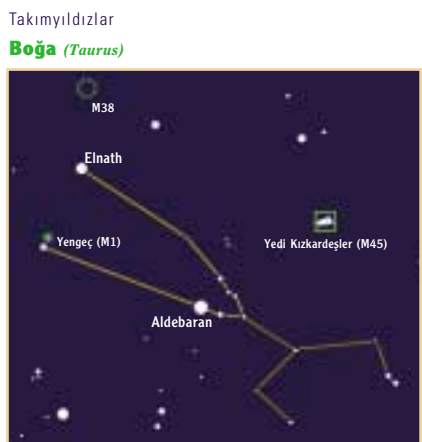 Takımyıldızlar
Boğa (Taurus)
M38
Elnath
Yengeç (M1)
Yedi Kızkardeşler (M45)
Aldebaran